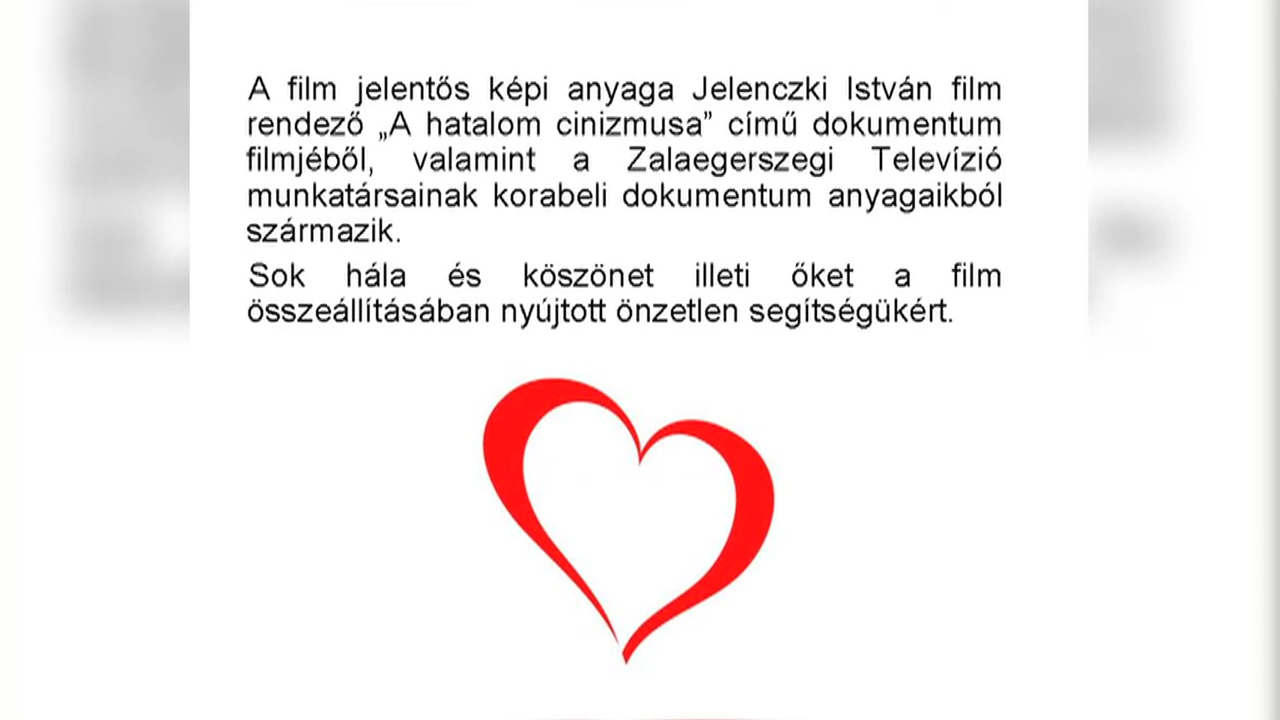 A film jelentős képi anyaga Jelenczki István film
rendező „A hatalom cinizmusa” című dokumentum
filmjéből, valamint a Zalaegerszegi Televízió
munkatársainak korabeli dokumentum anyagaikból
származik.
Sok hála és köszönet illeti őket a film
összeállításában nyújtott önzetlen segítségükért.